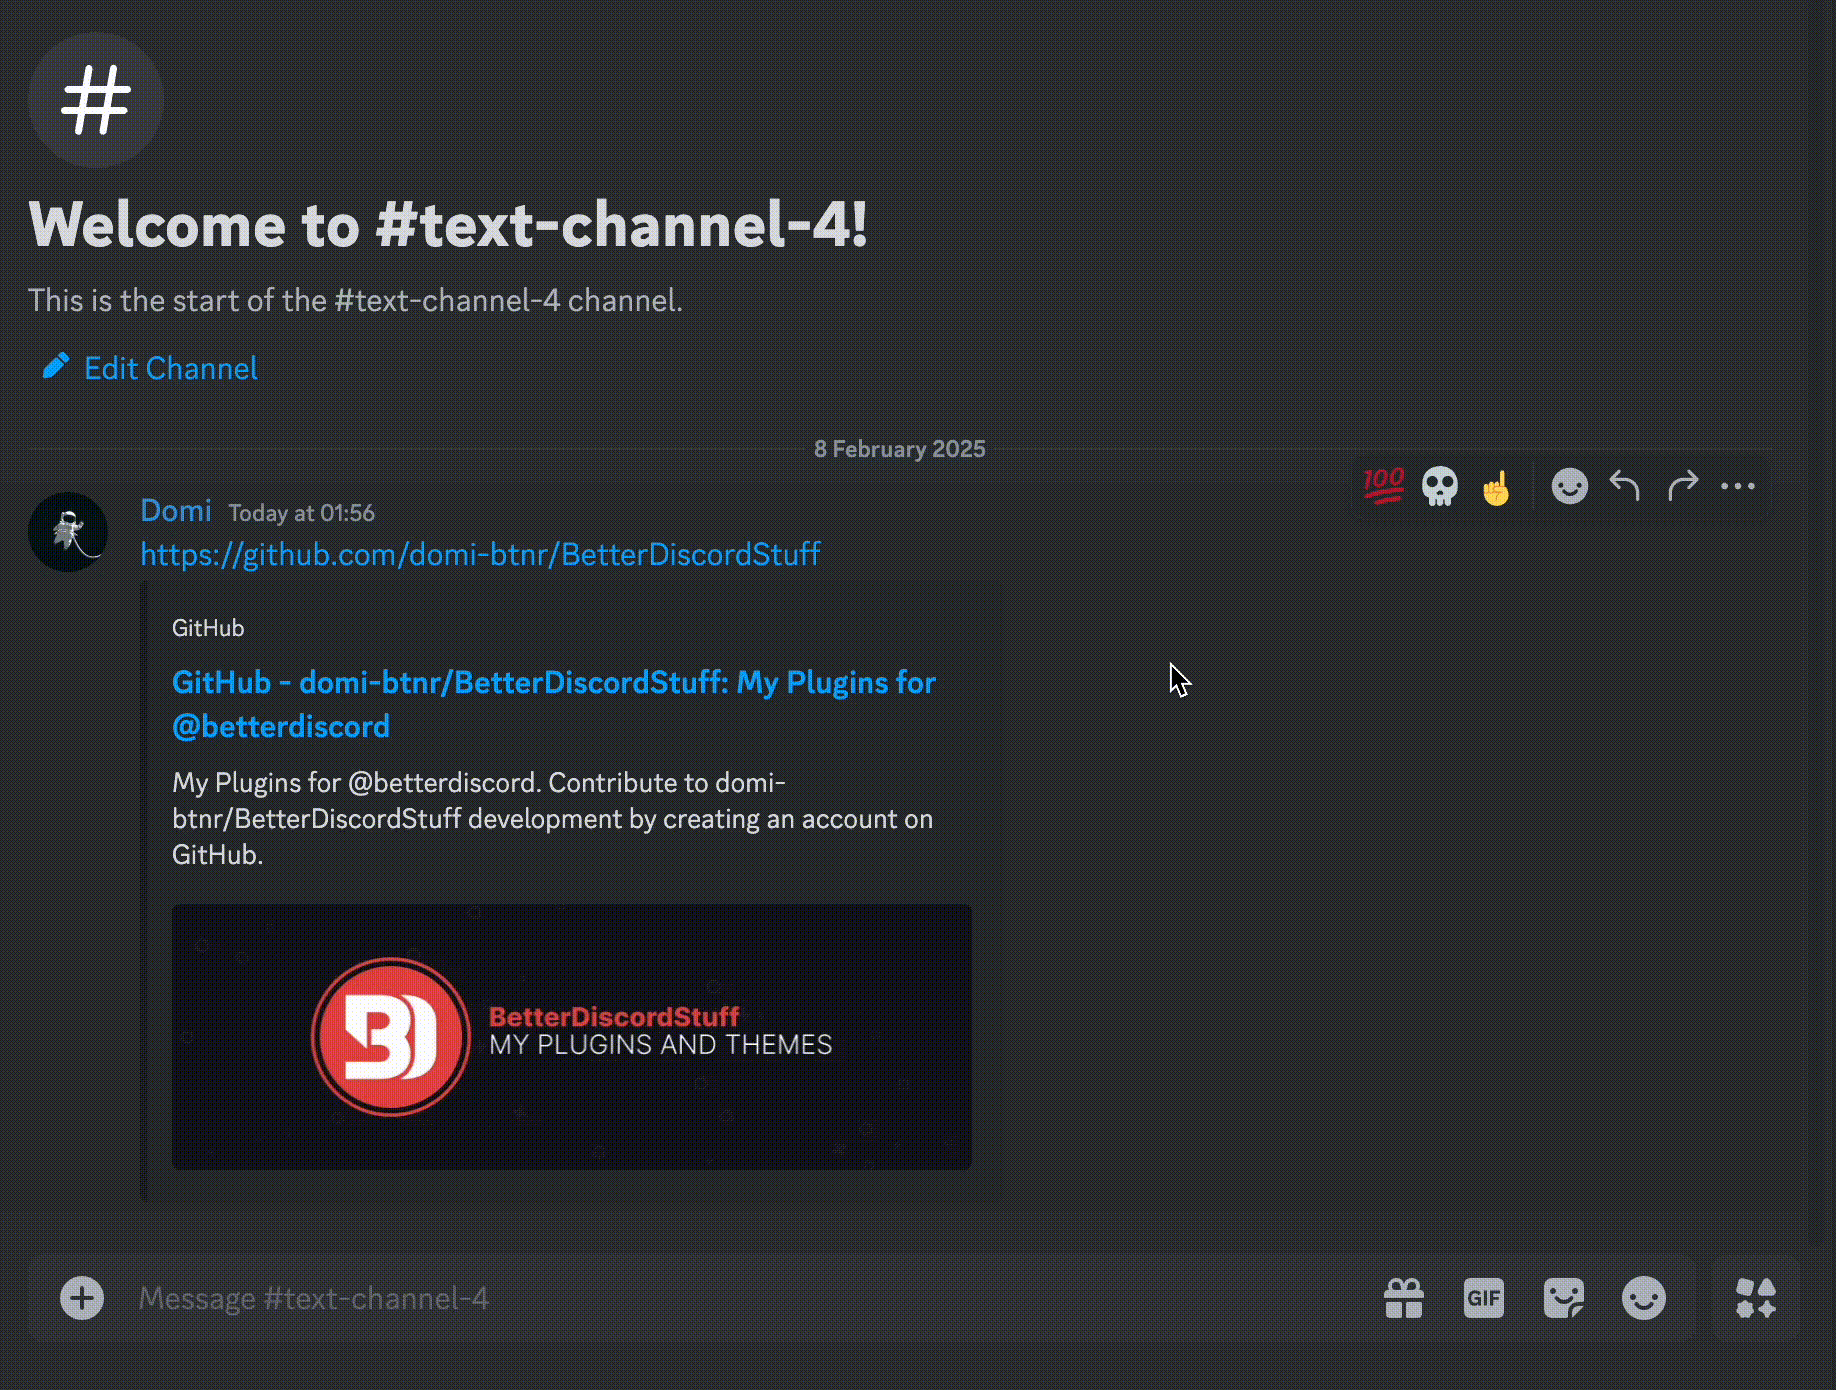 Welcome to #text-channel-4!
This is the start of the #text-channel-4 channel.
Edit Channel
8 February 2025
100
Domi Today at 01:56
https://github.com/domi-btnr/BetterDiscordStuff
GitHub
GitHub - domi-btnr/BetterDiscordStuff: My Plugins for
@betterdiscord
My Plugins for @betterdiscord. Contribute to domi-
btnr/BetterDiscordStuff development by creating an account on
GitHub.
BetterDiscordStuff
MY PLUGINS AND THEMES
Message #text-channel-4
GIF